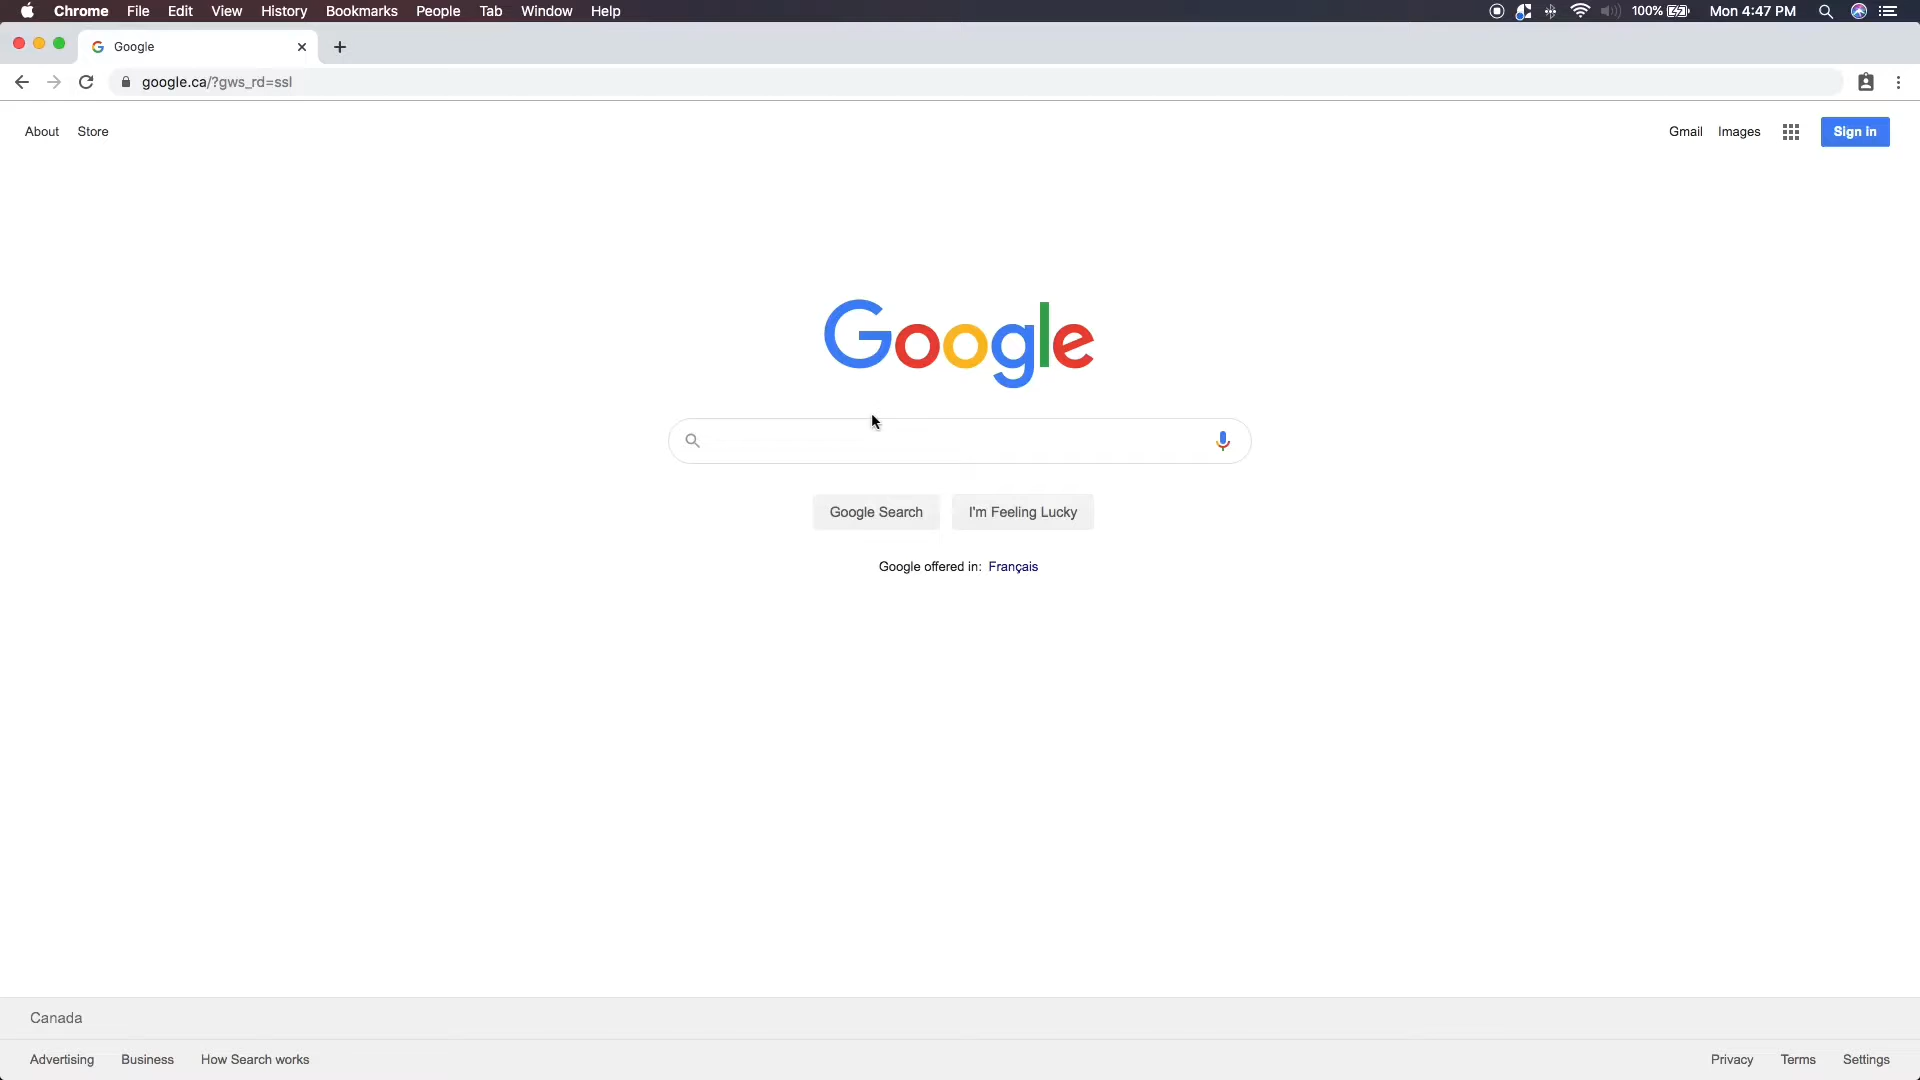 Chrome File Edit View History Bookmarks People Tab Window Help 100% Mon 4:47 PM
Google
google.ca/?gws_rd=ssl
About Store Gmail Images Sign in
Google
Google Search I'm Feeling Lucky
Google offered in: Français
Canada
Advertising Business How Search works Privacy Terms Settings